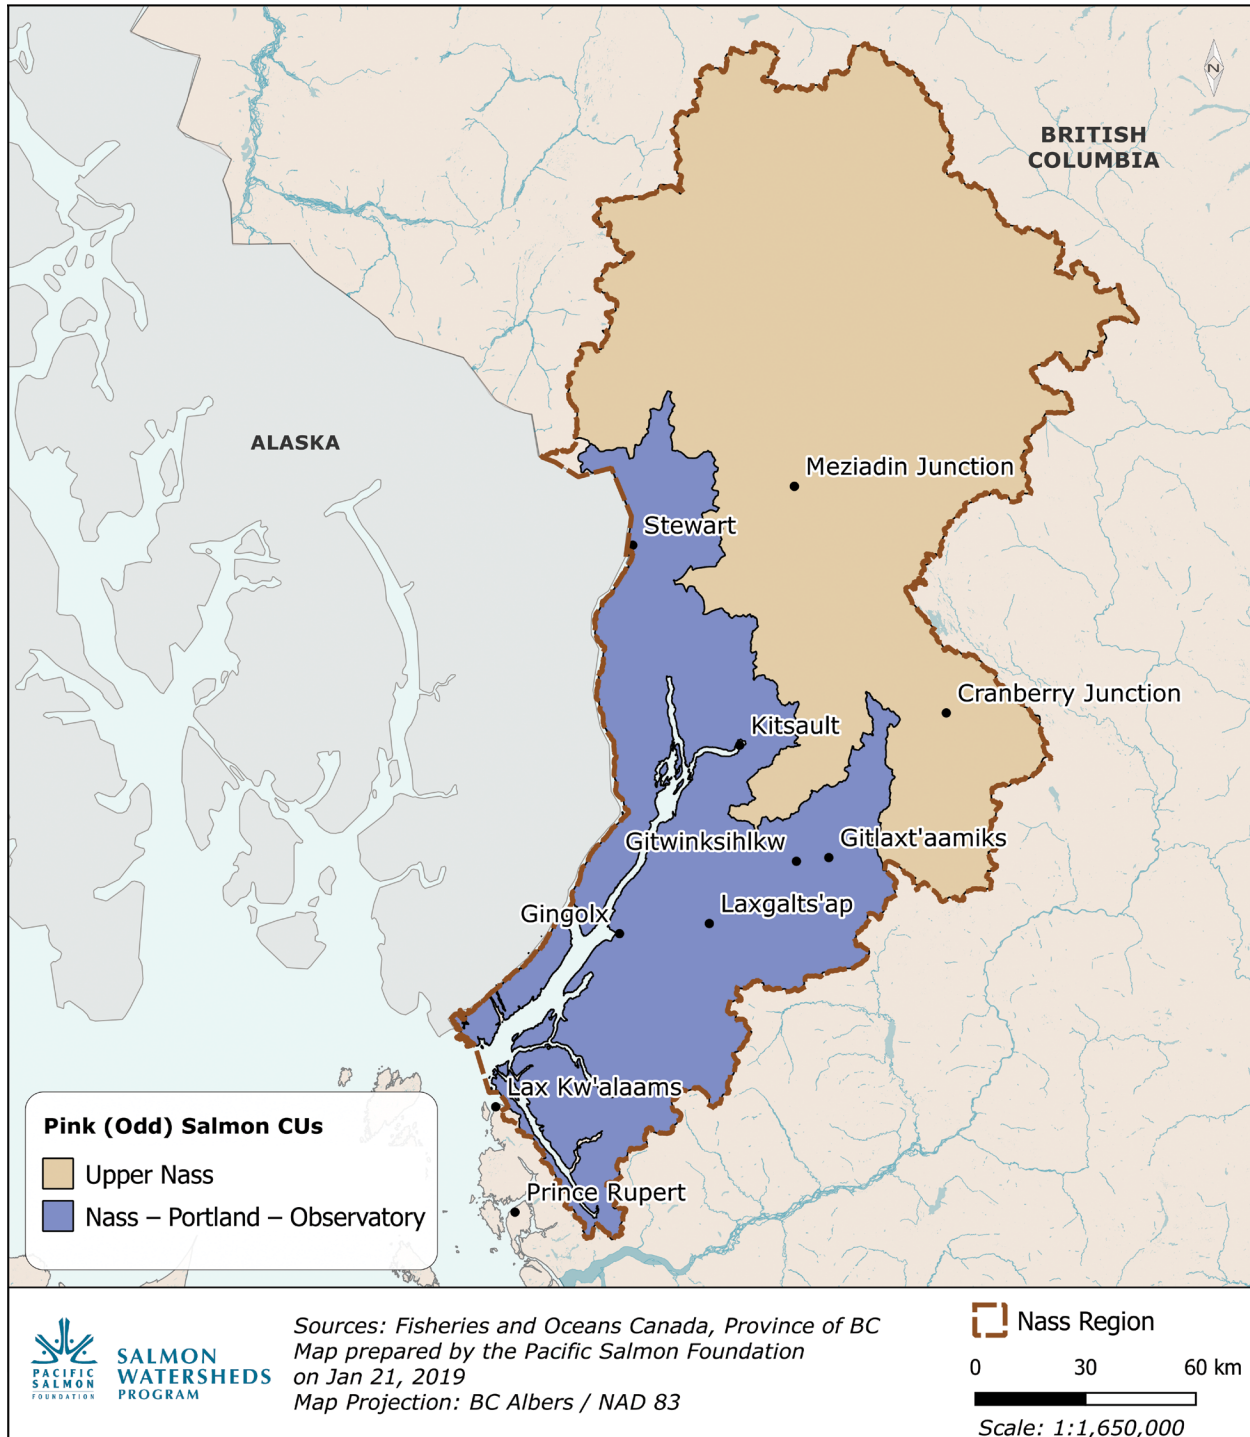 N
BRITISH
COLUMBIA
ALASKA
Meziadin Junction
Stewart
Cranberry Junction
Kitsault
Gitwinksihlkw
Gitlaxt'aamiks
Laxgalts'ap
Gingolx
Lax Kw'alaams
Prince Rupert
Pink (Odd) Salmon CUs
Upper Nass
Nass – Portland – Observatory
PACIFIC
SALMON
FOUNDATION
SALMON
WATERSHEDS
PROGRAM
Sources: Fisheries and Oceans Canada, Province of BC
Map prepared by the Pacific Salmon Foundation
on Jan 21, 2019
Map Projection: BC Albers / NAD 83
Nass Region
0 30 60 km
Scale: 1:1,650,000